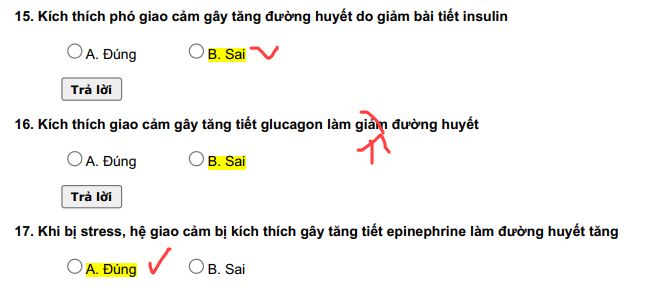 15. Kích thích phó giao cảm gây tăng đường huyết do giảm bài tiết insulin
A. Đúng B. Sai
Trả lời
16. Kích thích giao cảm gây tăng tiết glucagon làm giảm đường huyết
A. Đúng B. Sai
Trả lời
17. Khi bị stress, hệ giao cảm bị kích thích gây tăng tiết epinephrine làm đường huyết tăng
A. Đúng B. Sai